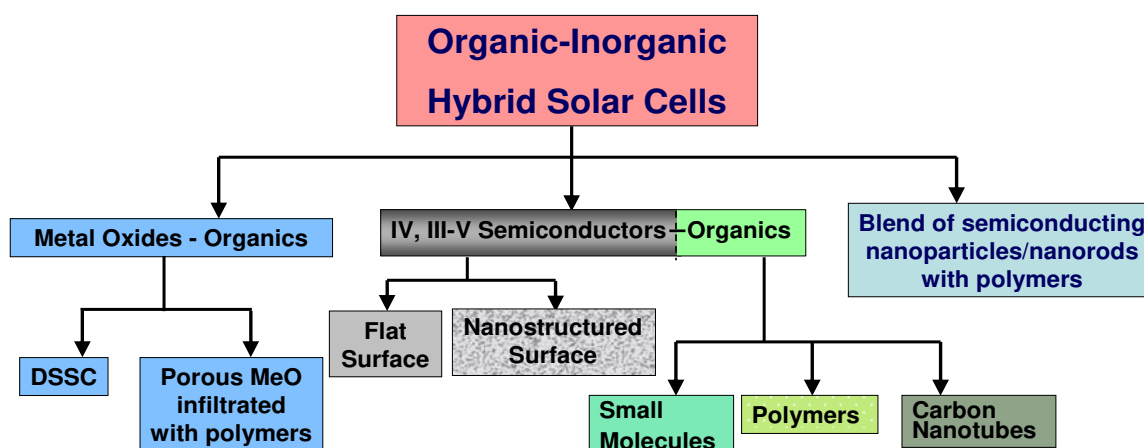 Organic-Inorganic
Hybrid Solar Cells
Metal Oxides - Organics
IV, III-V Semiconductors –Organics
Blend of semiconducting
nanoparticles/nanorods
with polymers
Flat
Surface
Nanostructured
Surface
DSSC
Porous MeO
infiltrated
with polymers
Small
Molecules
Polymers
Carbon
Nanotubes